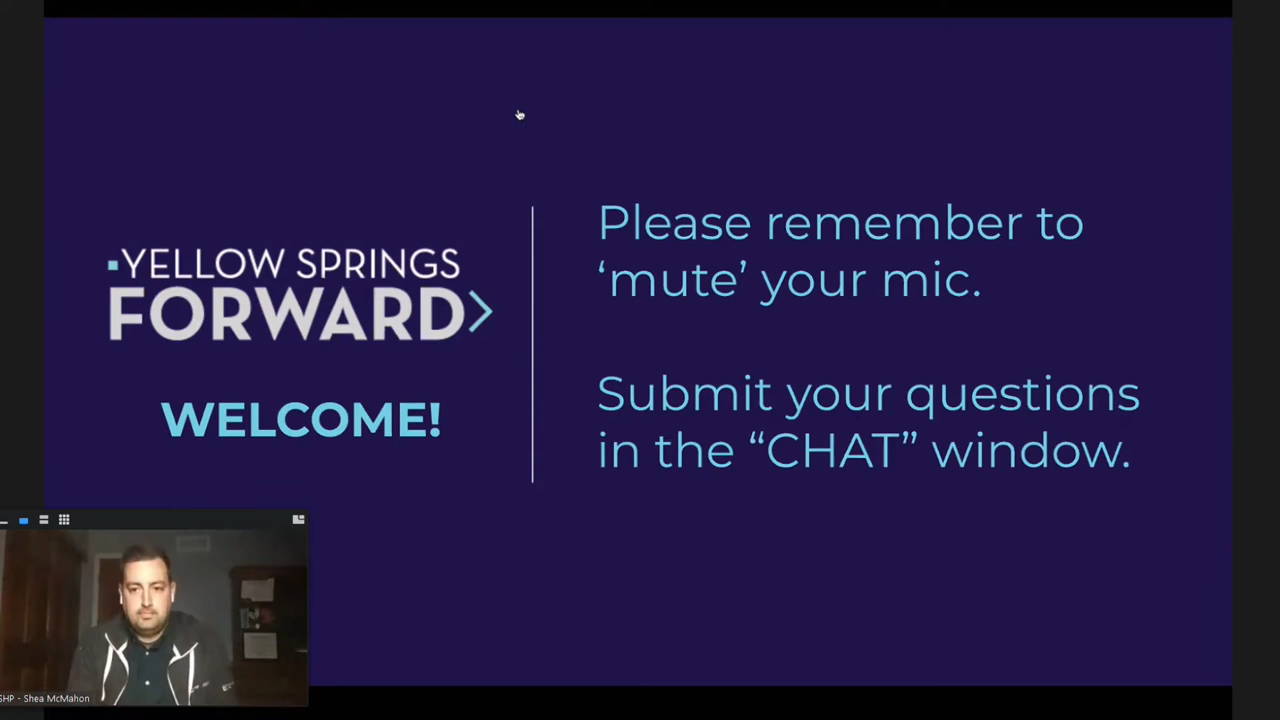 YELLOW SPRINGS
FORWARD
WELCOME!
Please remember to
‘mute’ your mic.
Submit your questions
in the “CHAT” window.
SHP - Shea McMahon